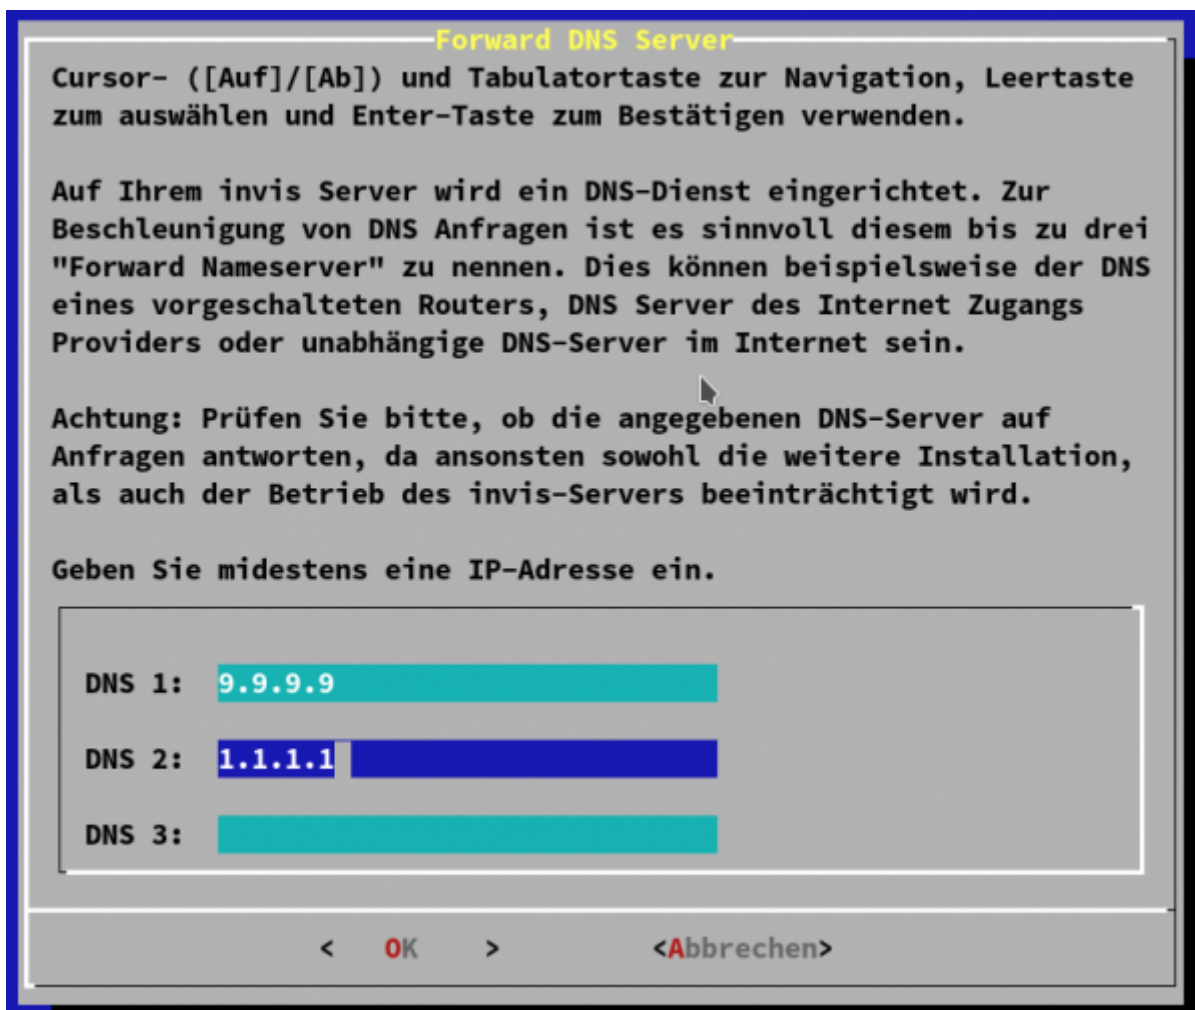 Forward DNS Server
Cursor- ([Auf]/[Ab]) und Tabulatortaste zur Navigation, Leertaste
zum auswählen und Enter-Taste zum Bestätigen verwenden.
Auf Ihrem invis Server wird ein DNS-Dienst eingerichtet. Zur
Beschleunigung von DNS Anfragen ist es sinnvoll diesem bis zu drei
"Forward Nameserver" zu nennen. Dies können beispielsweise der DNS
eines vorgeschalteten Routers, DNS Server des Internet Zugangs
Providers oder unabhängige DNS-Server im Internet sein.
Achtung: Prüfen Sie bitte, ob die angegebenen DNS-Server auf
Anfragen antworten, da ansonsten sowohl die weitere Installation,
als auch der Betrieb des invis-Servers beeinträchtigt wird.
Geben Sie midestens eine IP-Adresse ein.
DNS 1: 9.9.9.9
DNS 2: 1.1.1.1
DNS 3:
< OK > <Abbrechen>